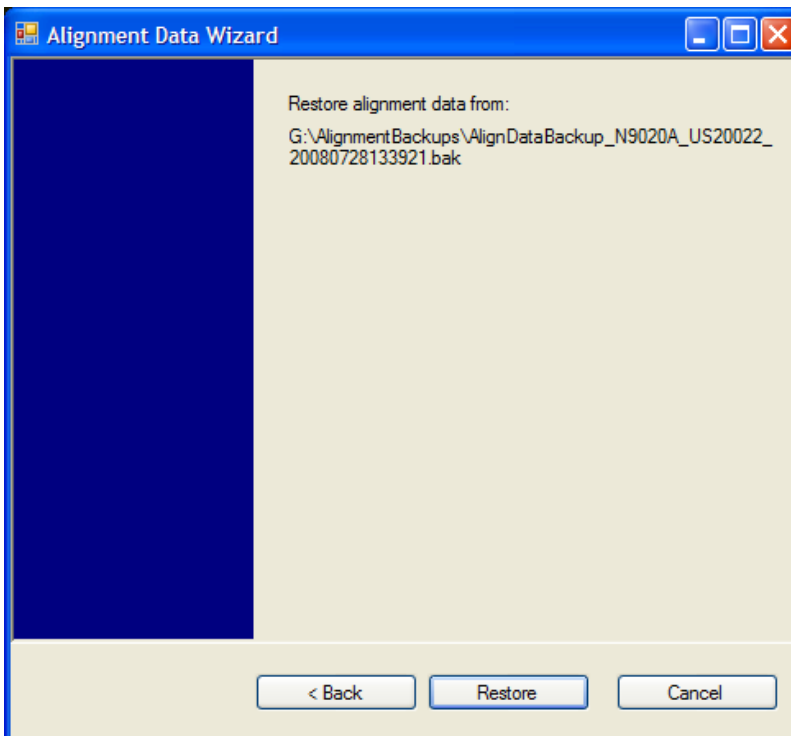 Alignment Data Wizard
Restore alignment data from:
G:\AlignmentBackups\AlignDataBackup_N9020A_US20022_
20080728133921.bak
< Back
Restore
Cancel